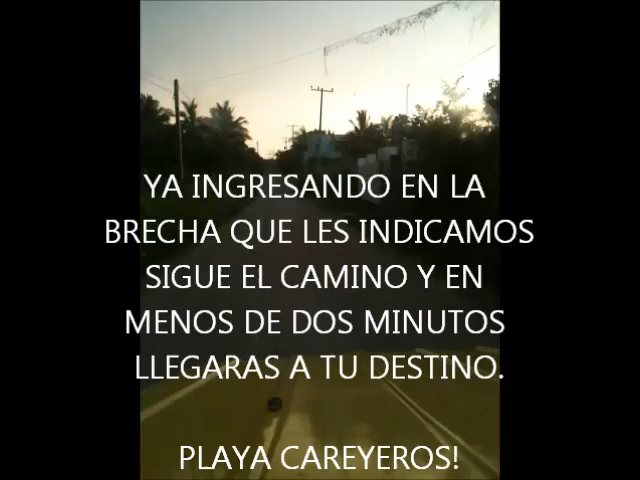 YA INGRESANDO EN LA
BRECHA QUE LES INDICAMOS
SIGUE EL CAMINO Y EN
MENOS DE DOS MINUTOS
LLEGARAS A TU DESTINO.
PLAYA CAREYEROS!